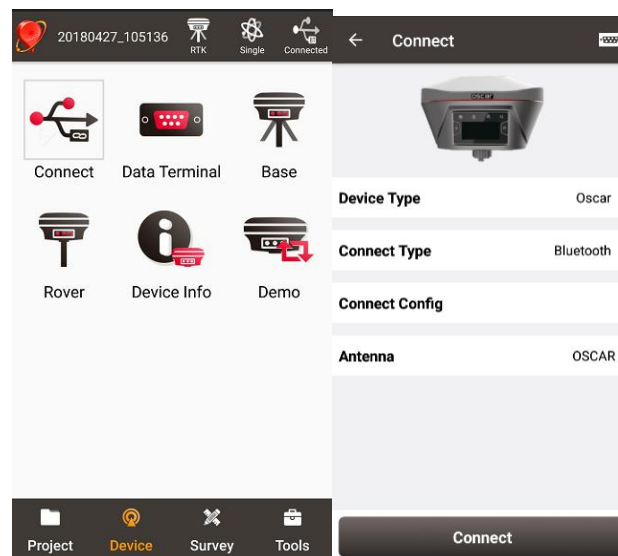 20180427_105136
RTK
Single
Connected
Connect
Data Terminal
Base
Rover
Device Info
Demo
Project
Device
Survey
Tools
Connect
oscar
Device Type
Oscar
Connect Type
Bluetooth
Connect Config
Antenna
OSCAR
Connect